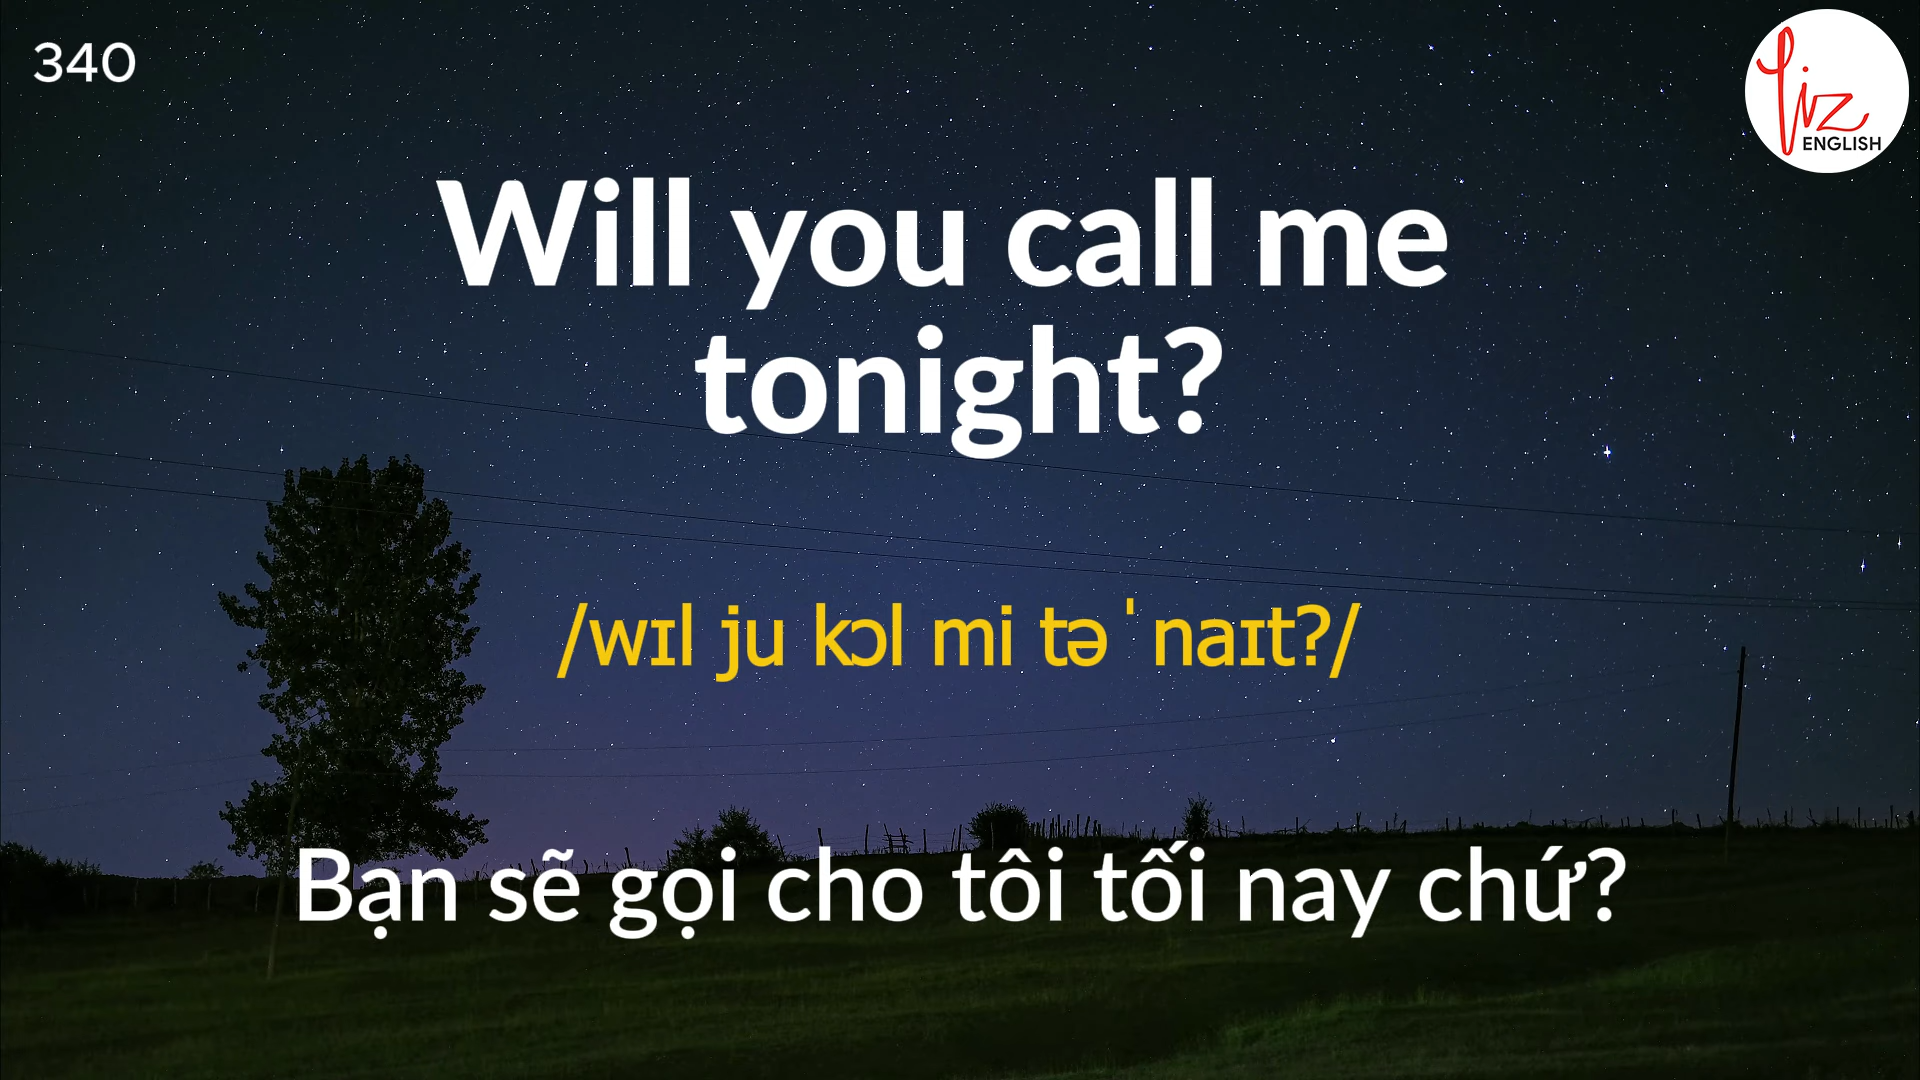 340
Liz
ENGLISH
Will you call me
tonight?
/wɪl ju kɔl mi təˈnaɪt?/
Bạn sẽ gọi cho tôi tối nay chứ?